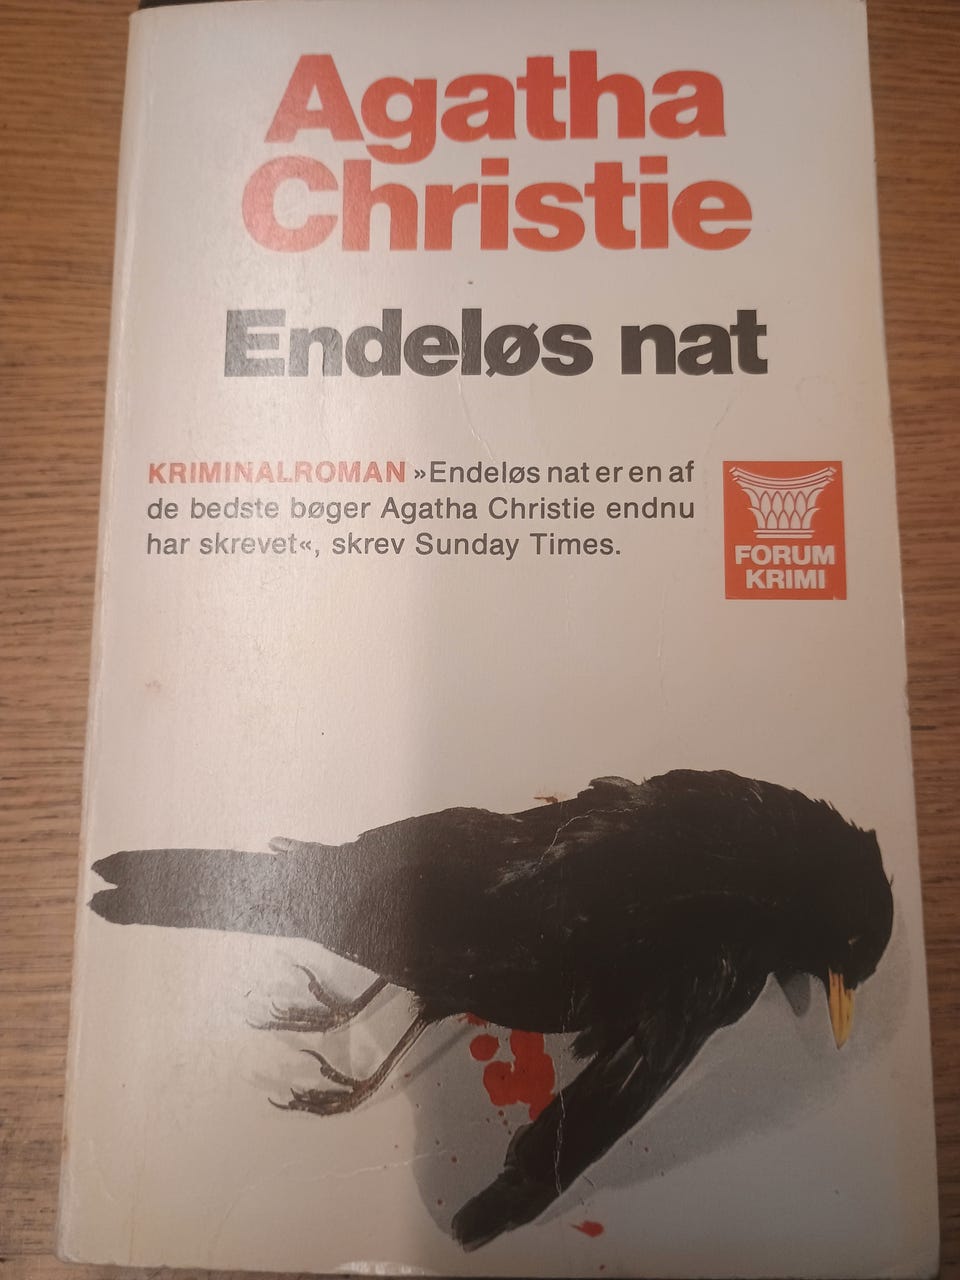 Agatha
Christie
Endeløs nat
KRIMINALROMAN »Endeløs nat er en af
de bedste bøger Agatha Christie endnu
har skrevet«, skrev Sunday Times.
FORUM
KRIMI